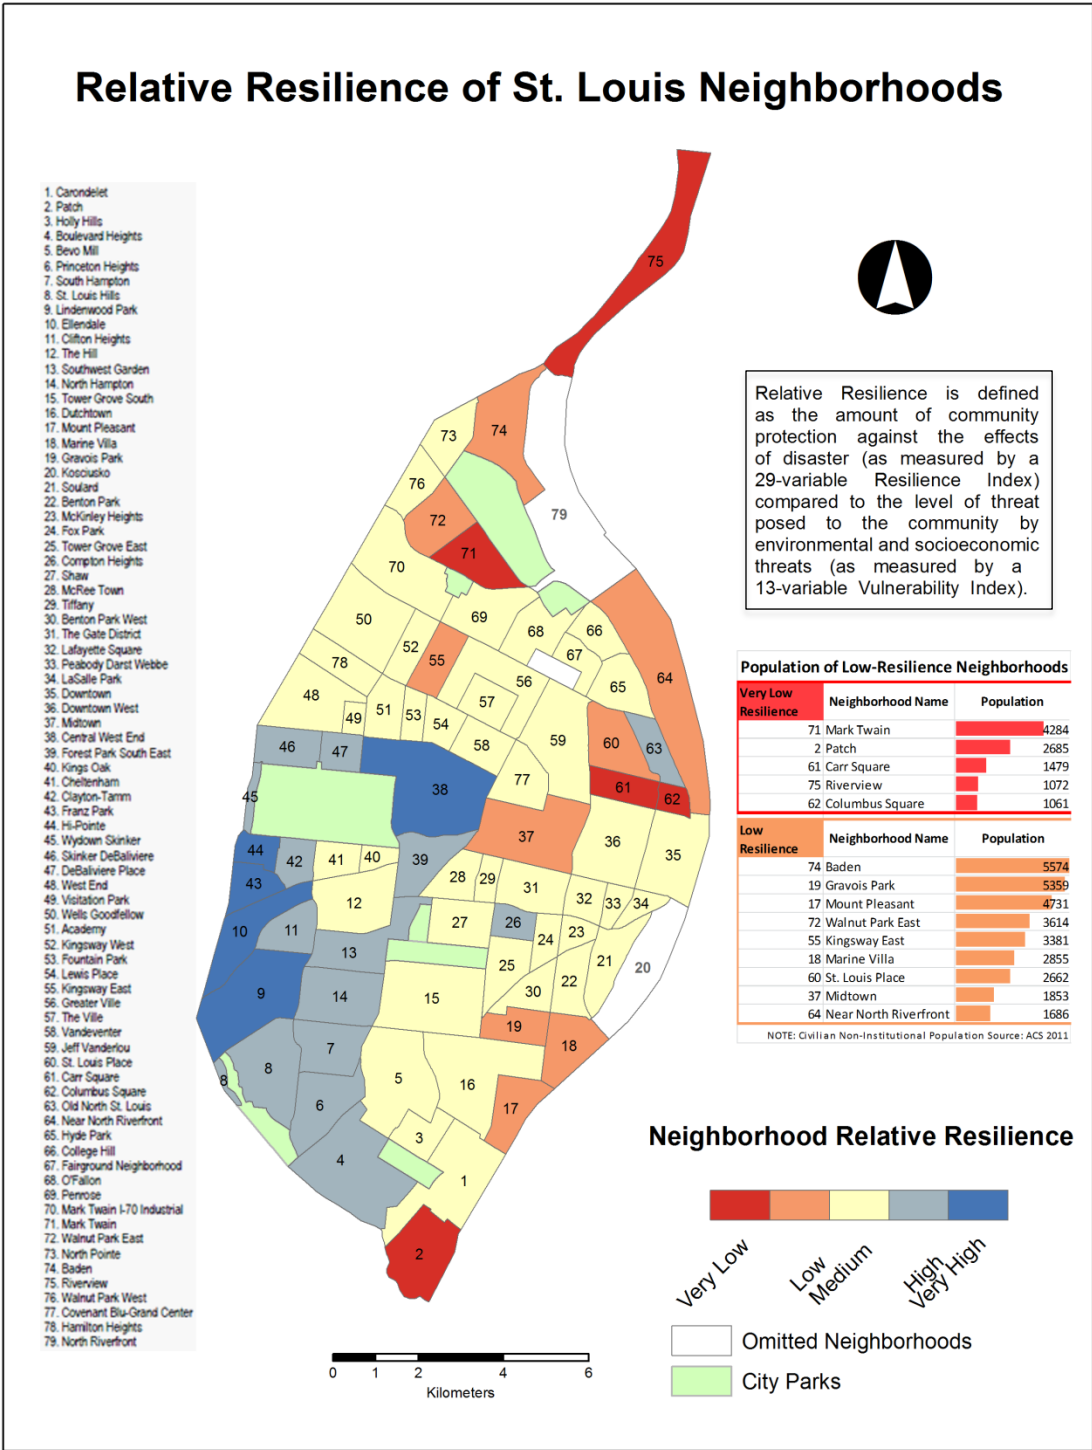 Relative Resilience of St. Louis Neighborhoods
1. Carondelet
2. Patch
3. Holly Hills
4. Boulevard Heights
5. Bevo Mill
6. Princeton Heights
7. South Hampton
8. St. Louis Hills
9. Lindenwood Park
10. Ellendale
11. Clifton Heights
12. The Hill
13. Southwest Garden
14. North Hampton
15. Tower Grove South
16. Dutchtown
17. Mount Pleasant
18. Marine Villa
19. Gravois Park
20. Kosciusko
21. Soulard
22. Benton Park
23. McKinley Heights
24. Fox Park
25. Tower Grove East
26. Compton Heights
27. Shaw
28. McRee Town
29. Tiffany
30. Benton Park West
31. The Gate District
32. Lafayette Square
33. Peabody Darst Webbe
34. LaSalle Park
35. Downtown
36. Downtown West
37. Midtown
38. Central West End
39. Forest Park South East
40. Kings Oak
41. Cheltenham
42. Clayton-Tamm
43. Franz Park
44. Hi-Pointe
45. Wydown Skinker
46. Skinker DeBaliviere
47. DeBaliviere Place
48. West End
49. Visitation Park
50. Wells Goodfellow
51. Academy
52. Kingsway West
53. Fountain Park
54. Lewis Place
55. Kingsway East
56. Greater Ville
57. The Ville
58. Vandeventer
59. Jeff Vanderlou
60. St. Louis Place
61. Carr Square
62. Columbus Square
63. Old North St. Louis
64. Near North Riverfront
65. Hyde Park
66. College Hill
67. Fairground Neighborhood
68. O'Fallon
69. Penrose
70. Mark Twain I-70 Industrial
71. Mark Twain
72. Walnut Park East
73. North Pointe
74. Baden
75. Riverview
76. Walnut Park West
77. Covenant Blu-Grand Center
78. Hamilton Heights
79. North Riverfront
75
74
73
76
72
79
71
70
50
69
68
66
52
67
78
55
56
64
65
48
57
51
49
53
54
59
58
60
63
46
47
77
38
61
62
45
37
36
44
42
41
40
39
35
43
28
29
31
12
32
33
34
10
11
27
26
23
24
13
21
20
25
22
9
14
15
30
19
18
7
8
8
5
16
6
17
3
4
1
2
Relative Resilience is defined
as the amount of community
protection against the effects
of disaster (as measured by a
29-variable Resilience Index)
compared to the level of threat
posed to the community by
environmental and socioeconomic
threats (as measured by a
13-variable Vulnerability Index).
Population of Low-Resilience Neighborhoods
Very Low Resilience Neighborhood Name Population
71 Mark Twain 4284
2 Patch 2685
61 Carr Square 1479
75 Riverview 1072
62 Columbus Square 1061
Low Resilience Neighborhood Name Population
74 Baden 5574
19 Gravois Park 5359
17 Mount Pleasant 4731
72 Walnut Park East 3614
55 Kingsway East 3381
18 Marine Villa 2855
60 St. Louis Place 2662
37 Midtown 1853
64 Near North Riverfront 1686
NOTE: Civilian Non-Institutional Population Source: ACS 2011
Neighborhood Relative Resilience
Very Low
Low
Medium
High
Very High
Omitted Neighborhoods
City Parks
0 1 2 4 6
Kilometers